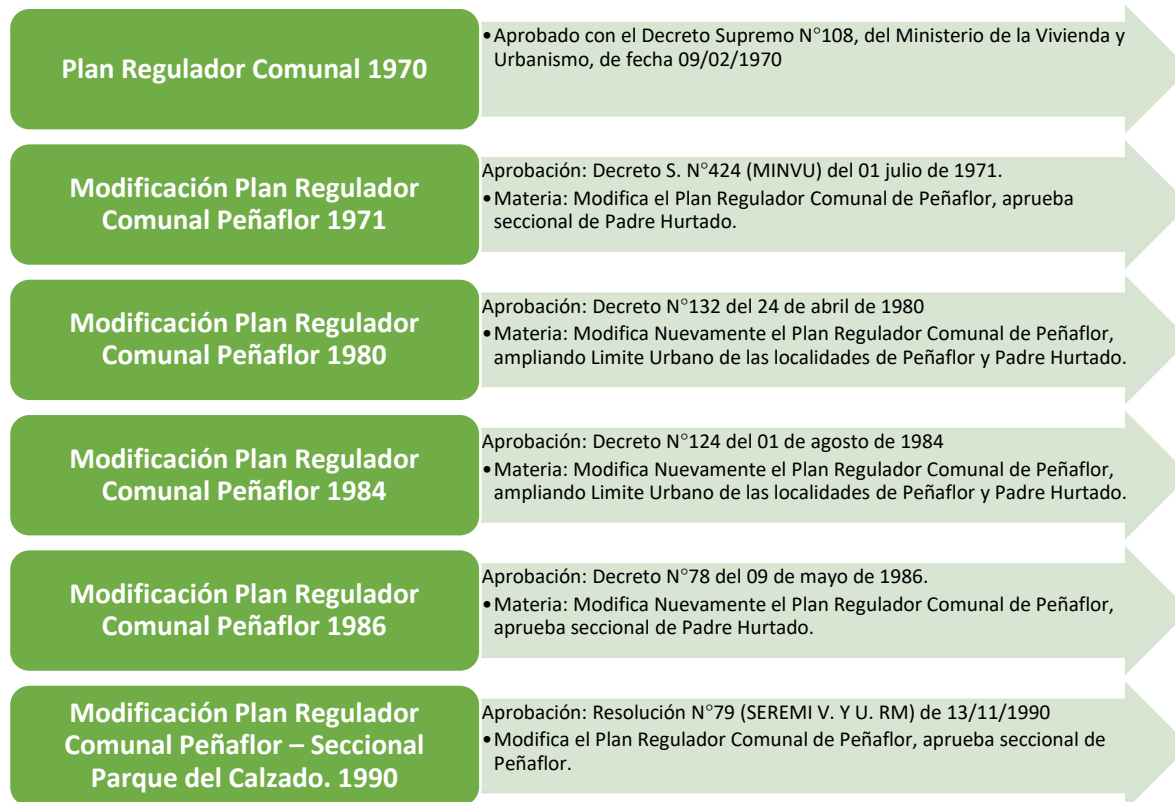 Plan Regulador Comunal 1970
•Aprobado con el Decreto Supremo N°108, del Ministerio de la Vivienda y
Urbanismo, de fecha 09/02/1970
Modificación Plan Regulador
Comunal Peñaflor 1971
Aprobación: Decreto S. N°424 (MINVU) del 01 julio de 1971.
•Materia: Modifica el Plan Regulador Comunal de Peñaflor, aprueba
seccional de Padre Hurtado.
Modificación Plan Regulador
Comunal Peñaflor 1980
Aprobación: Decreto N°132 del 24 de abril de 1980
•Materia: Modifica Nuevamente el Plan Regulador Comunal de Peñaflor,
ampliando Limite Urbano de las localidades de Peñaflor y Padre Hurtado.
Modificación Plan Regulador
Comunal Peñaflor 1984
Aprobación: Decreto N°124 del 01 de agosto de 1984
•Materia: Modifica Nuevamente el Plan Regulador Comunal de Peñaflor,
ampliando Limite Urbano de las localidades de Peñaflor y Padre Hurtado.
Modificación Plan Regulador
Comunal Peñaflor 1986
Aprobación: Decreto N°78 del 09 de mayo de 1986.
•Materia: Modifica Nuevamente el Plan Regulador Comunal de Peñaflor,
aprueba seccional de Padre Hurtado.
Modificación Plan Regulador
Comunal Peñaflor – Seccional
Parque del Calzado. 1990
Aprobación: Resolución N°79 (SEREMI V. Y U. RM) de 13/11/1990
•Modifica el Plan Regulador Comunal de Peñaflor, aprueba seccional de
Peñaflor.